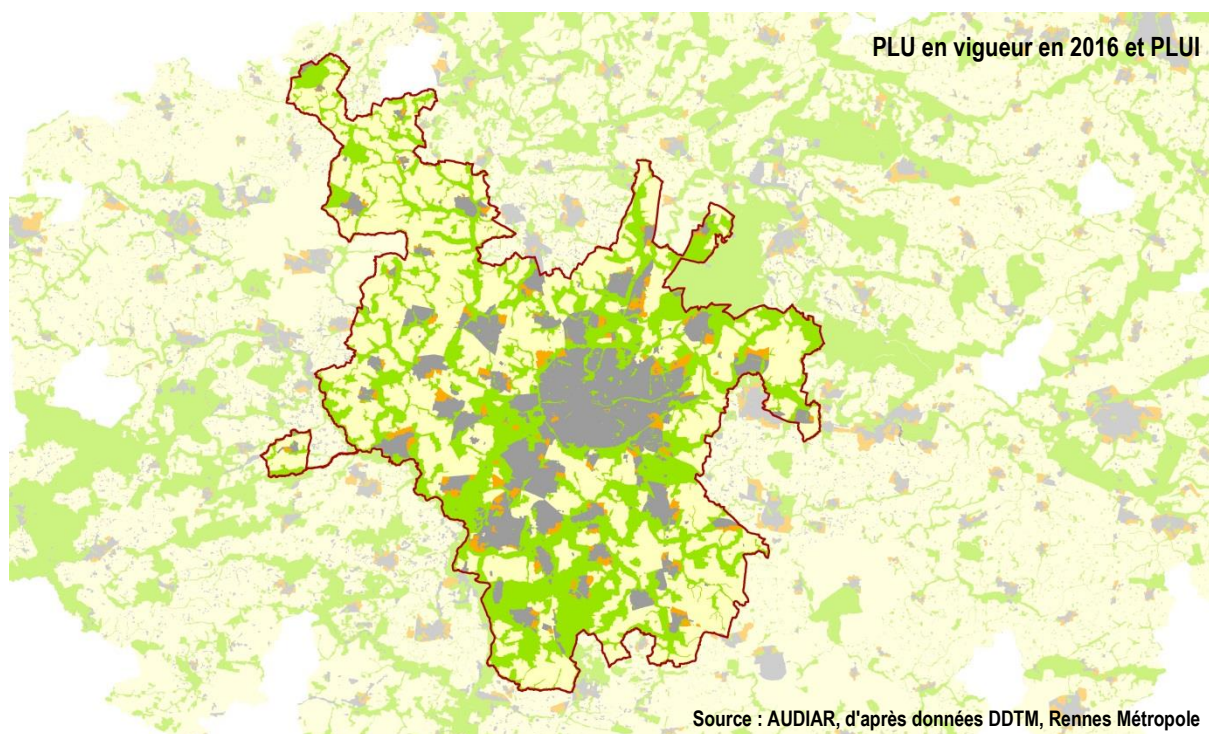 PLU en vigueur en 2016 et PLUI
Source : AUDIAR, d'après données DDTM, Rennes Métropole